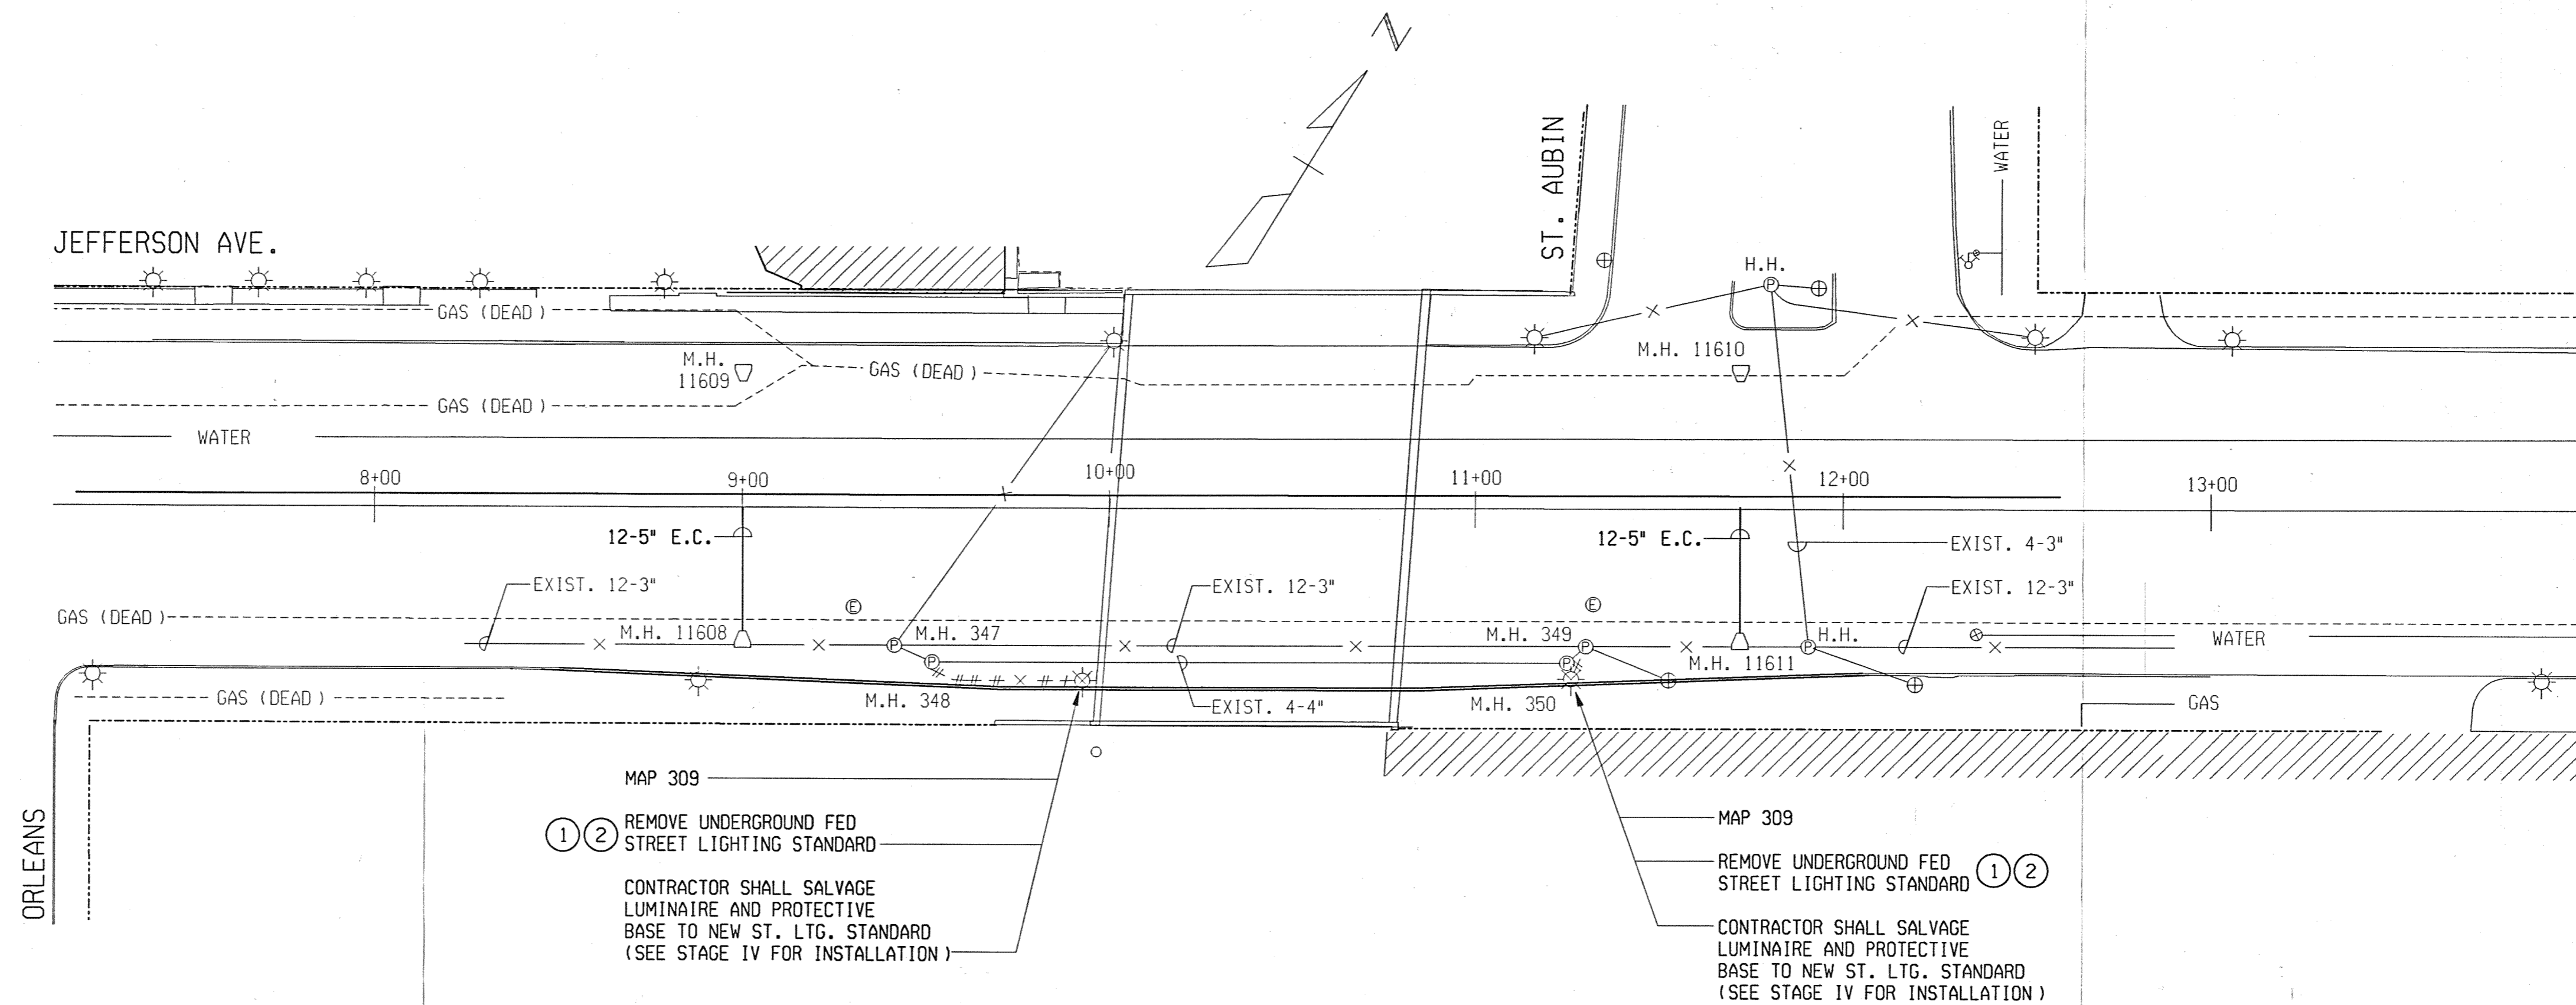 N
ST. AUBIN
WATER
JEFFERSON AVE.
H.H.
P
GAS (DEAD)
M.H.
11609
GAS (DEAD)
M.H. 11610
GAS (DEAD)
WATER
8+00
9+00
10+00
11+00
12+00
13+00
12-5" E.C.
12-5" E.C.
EXIST. 4-3"
EXIST. 12-3"
EXIST. 12-3"
EXIST. 12-3"
GAS (DEAD)
E
E
M.H. 11608
P
M.H. 347
M.H. 349
P
P
H.H.
WATER
P
P
M.H. 11611
GAS (DEAD)
M.H. 348
EXIST. 4-4"
M.H. 350
GAS
ORLEANS
MAP 309
1 2 REMOVE UNDERGROUND FED
STREET LIGHTING STANDARD
CONTRACTOR SHALL SALVAGE
LUMINAIRE AND PROTECTIVE
BASE TO NEW ST. LTG. STANDARD
(SEE STAGE IV FOR INSTALLATION)
MAP 309
REMOVE UNDERGROUND FED 1 2
STREET LIGHTING STANDARD
CONTRACTOR SHALL SALVAGE
LUMINAIRE AND PROTECTIVE
BASE TO NEW ST. LTG. STANDARD
(SEE STAGE IV FOR INSTALLATION)